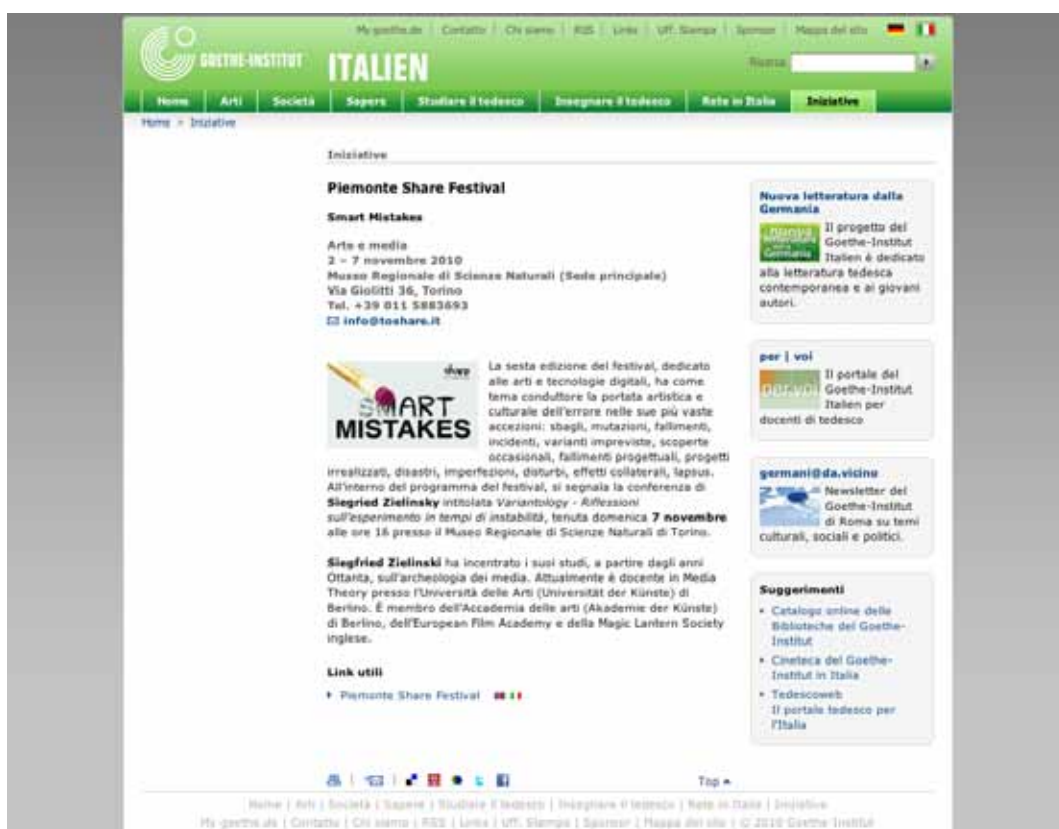 My goethe.de | Contatto | Chi siamo | RSS | Links | Uff. Stampa | Sponsor | Mappa del sito
GOETHE-INSTITUT
ITALIEN
Ricerca
Home | Arti | Società | Sapere | Studiare il tedesco | Insegnare il tedesco | Rete in Italia | Iniziative
Home > Iniziative
Iniziative
Piemonte Share Festival
Smart Mistakes
Arte e media
2 – 7 novembre 2010
Museo Regionale di Scienze Naturali (Sede principale)
Via Giolitti 36, Torino
Tel. +39 011 5883693
info@toshare.it
share
SMART
MISTAKES
La sesta edizione del festival, dedicato
alle arti e tecnologie digitali, ha come
tema conduttore la portata artistica e
culturale dell'errore nelle sue più vaste
accezioni: sbagli, mutazioni, fallimenti,
incidenti, varianti impreviste, scoperte
occasionali, fallimenti progettuali, progetti
irrealizzati, disastri, imperfezioni, disturbi, effetti collaterali, lapsus.
All'interno del programma del festival, si segnala la conferenza di
Siegried Zielinsky intitolata Variantology - Riflessioni
sull'esperimento in tempi di instabilità, tenuta domenica 7 novembre
alle ore 16 presso il Museo Regionale di Scienze Naturali di Torino.
Siegfried Zielinski ha incentrato i suoi studi, a partire dagli anni
Ottanta, sull'archeologia dei media. Attualmente è docente in Media
Theory presso l'Università delle Arti (Universität der Künste) di
Berlino. È membro dell'Accademia delle arti (Akademie der Künste)
di Berlino, dell'European Film Academy e della Magic Lantern Society
inglese.
Link utili
Piemonte Share Festival
Nuova letteratura dalla
Germania
nuova
letteratura
dalla
Germania
Il progetto del
Goethe-Institut
Italien è dedicato
alla letteratura tedesca
contemporanea e ai giovani
autori.
per | voi
per.voi
Il portale del
Goethe-Institut
Italien per
docenti di tedesco
germani@da.vicino
Newsletter del
Goethe-Institut
di Roma su temi
culturali, sociali e politici.
Suggerimenti
• Catalogo online delle
Biblioteche del Goethe-
Institut
• Cineteca del Goethe-
Institut in Italia
• Tedescoweb
Il portale tedesco per
l'Italia
Top
Home | Arti | Società | Sapere | Studiare il tedesco | Insegnare il tedesco | Rete in Italia | Iniziative
My goethe.de | Contatto | Chi siamo | RSS | Links | Uff. Stampa | Sponsor | Mappa del sito | © 2010 Goethe-Institut